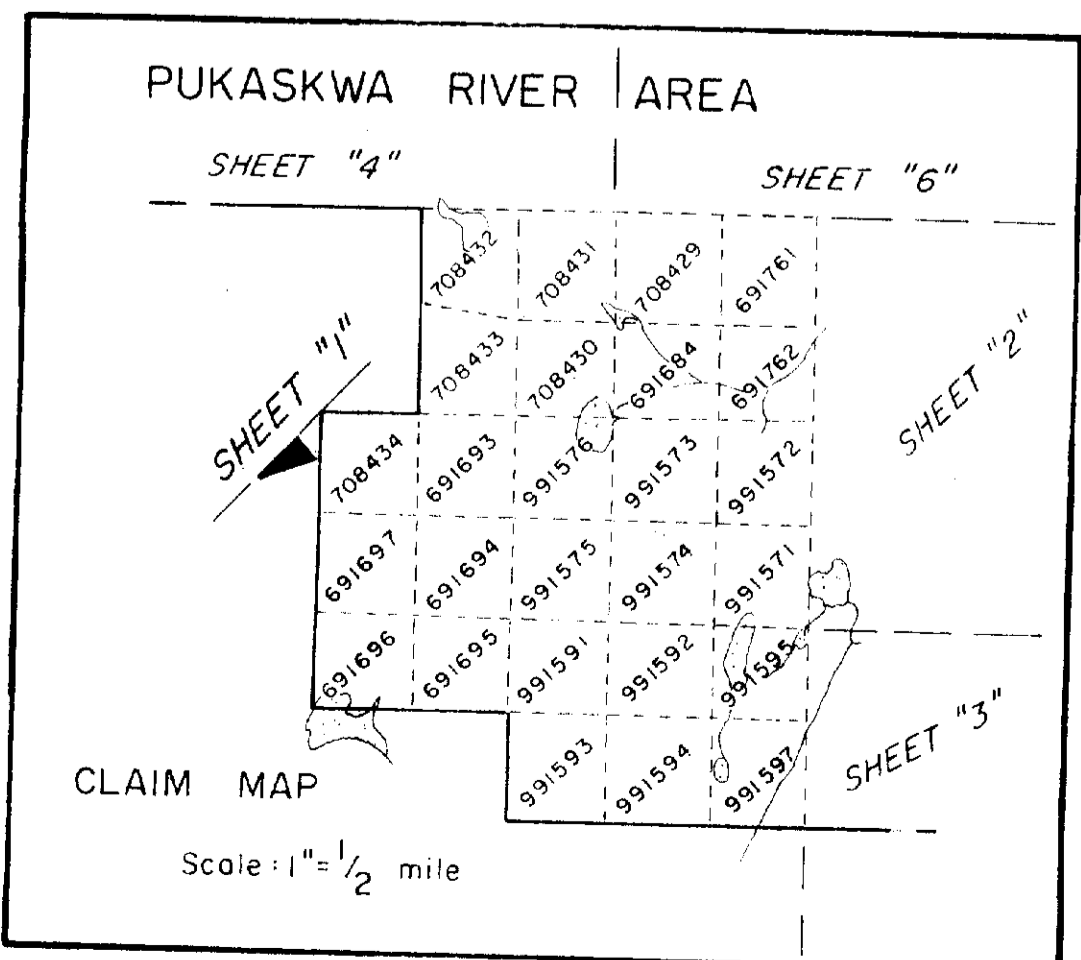 PUKASKWA RIVER AREA
SHEET "4"
SHEET "6"
708432 708431 708429 691761
SHEET "1"
708433 708430 691684 691762
SHEET "2"
708434 691693 991576 991573 991572
691697 691694 991575 991574 991571
691696 691695 991591 991592 991595
SHEET "3"
991593 991594 991597
CLAIM MAP
Scale : 1" = 1/2 mile